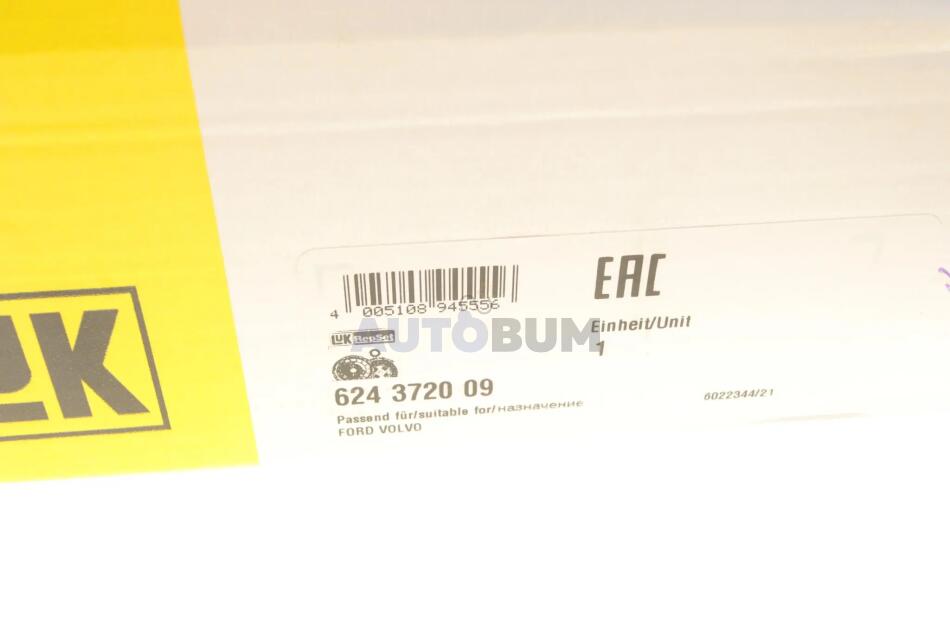 EAC
4 005108 945556
AUTOBUM
Einheit/Unit
1
LuK RepSet
LuK
624 3720 09
6022344/21
Passend für/suitable for/назначение
FORD VOLVO